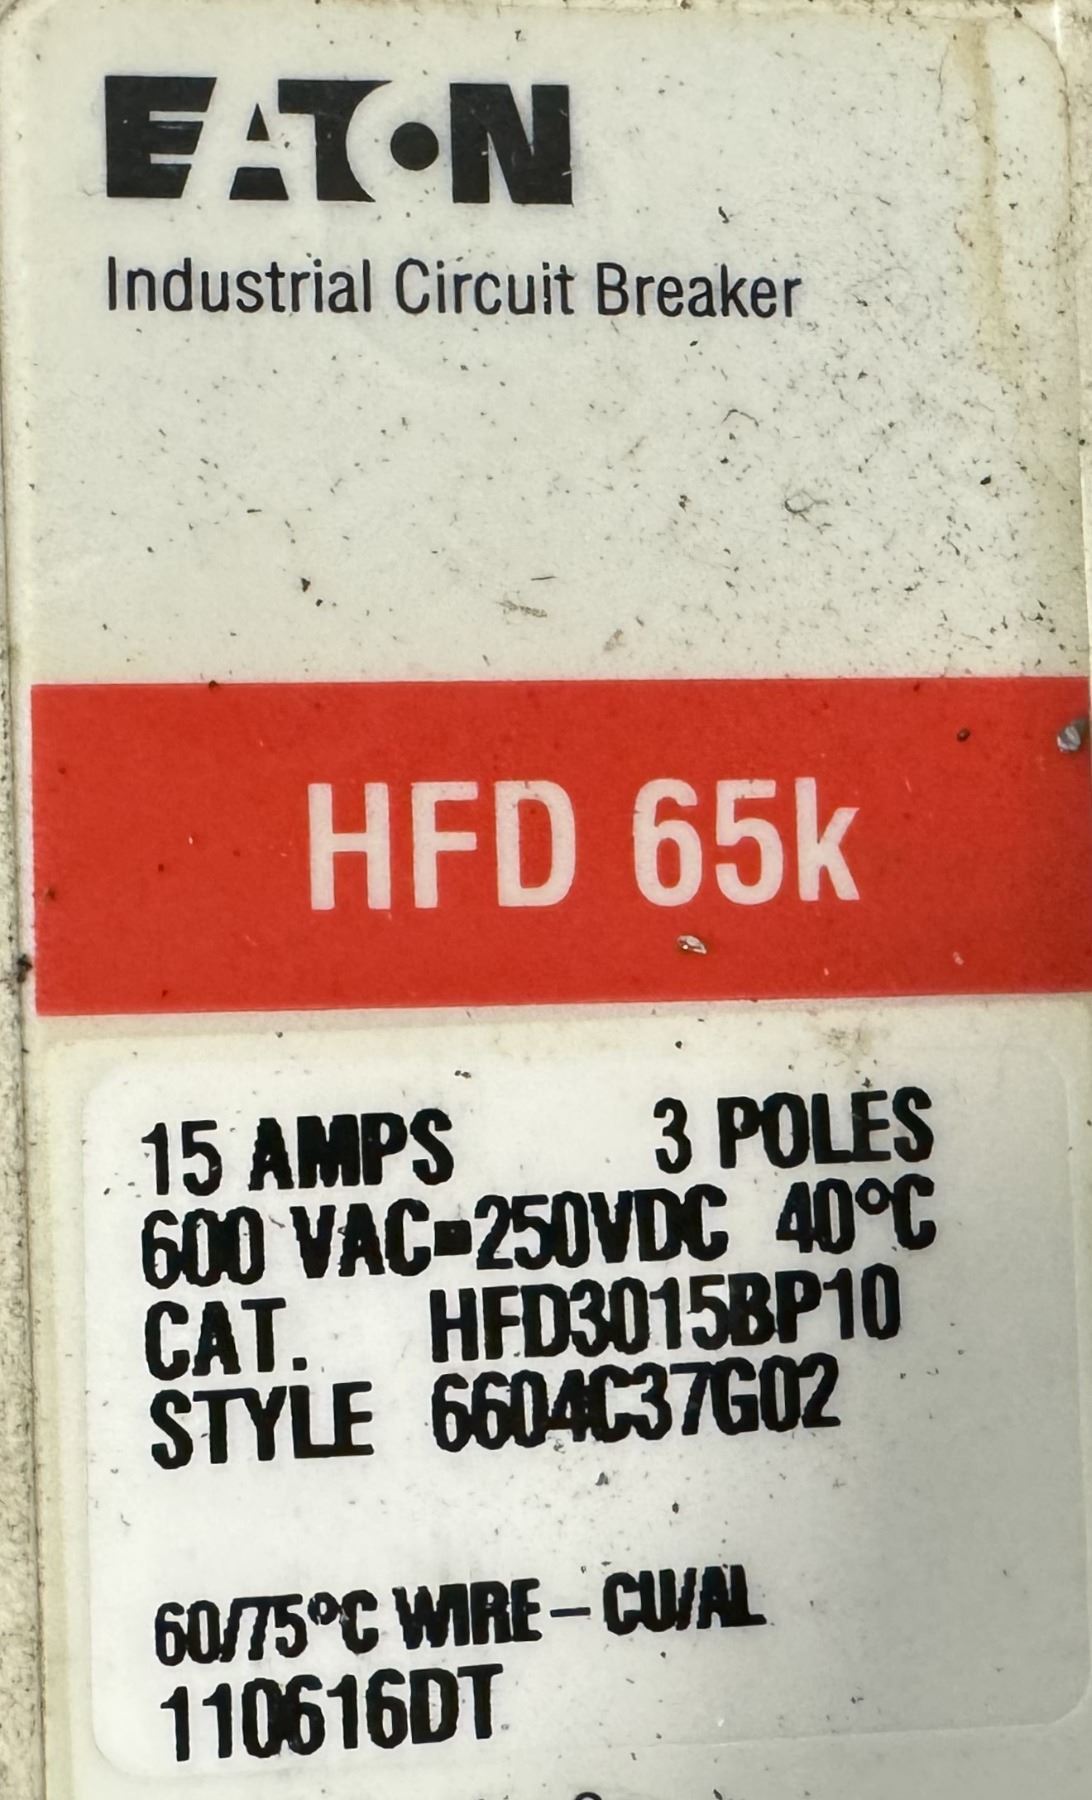 EATON
Industrial Circuit Breaker
HFD 65k
15 AMPS 3 POLES
600 VAC=250VDC 40°C
CAT. HFD3015BP10
STYLE 6604C37G02
60/75°C WIRE – CU/AL
110616DT